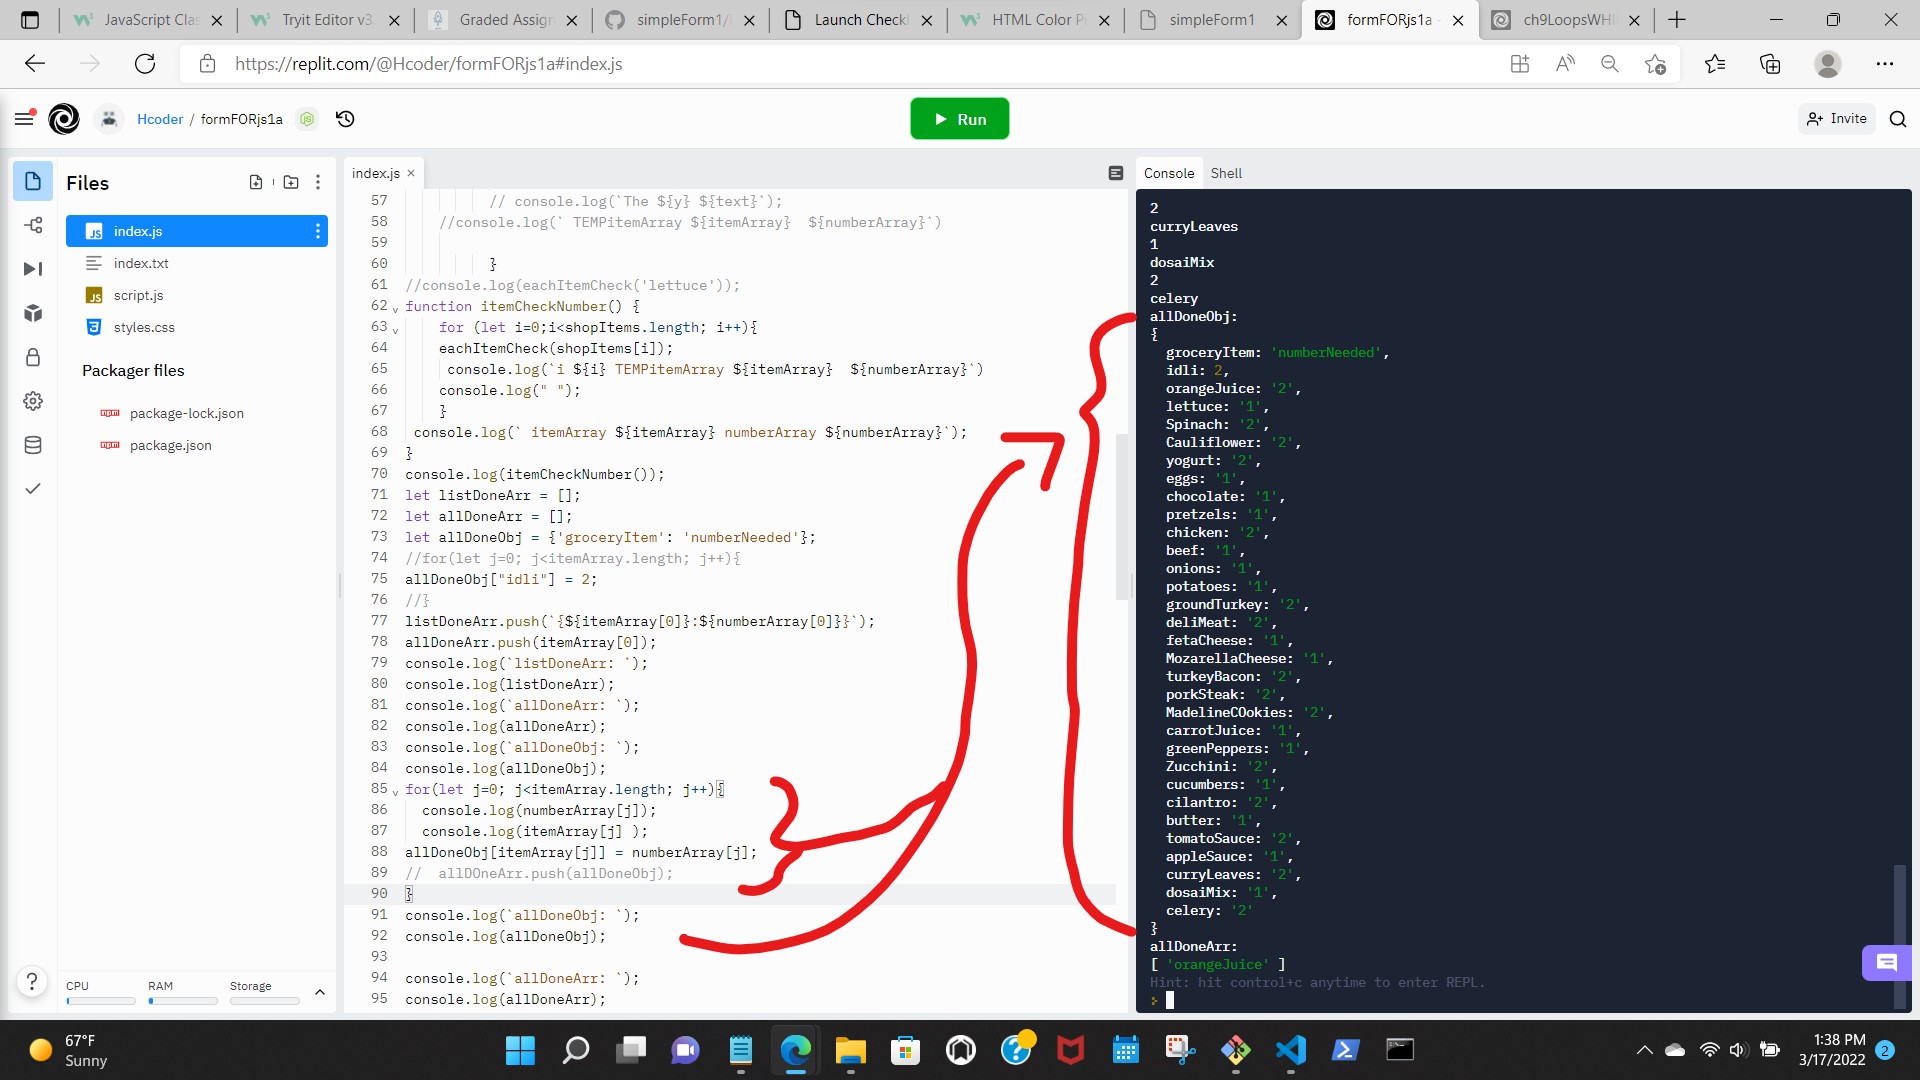 JavaScript Clas
Tryit Editor v3.
Graded Assign
simpleForm1/
Launch Checkl
HTML Color P
simpleForm1
formFORjs1a -
ch9LoopsWHI
https://replit.com/@Hcoder/formFORjs1a#index.js
Hcoder / formFORjs1a
Run
Invite
Files
index.js
index.txt
script.js
styles.css
Packager files
package-lock.json
package.json
CPU
RAM
Storage
index.js
57 // console.log(`The ${y} ${text}`);
58 //console.log(` TEMPitemArray ${itemArray}  ${numberArray}`)
59
60 }
61 //console.log(eachItemCheck('lettuce'));
62 function itemCheckNumber() {
63 for (let i=0;i<shopItems.length; i++){
64 eachItemCheck(shopItems[i]);
65 console.log(`i ${i} TEMPitemArray ${itemArray}  ${numberArray}`)
66 console.log(" ");
67 }
68 console.log(` itemArray ${itemArray} numberArray ${numberArray}`);
69 }
70 console.log(itemCheckNumber());
71 let listDoneArr = [];
72 let allDoneArr = [];
73 let allDoneObj = {'groceryItem': 'numberNeeded'};
74 //for(let j=0; j<itemArray.length; j++){
75 allDoneObj["idli"] = 2;
76 //}
77 listDoneArr.push(`{${itemArray[0]}:${numberArray[0]}}`);
78 allDoneArr.push(itemArray[0]);
79 console.log(`listDoneArr: `);
80 console.log(listDoneArr);
81 console.log(`allDoneArr: `);
82 console.log(allDoneArr);
83 console.log(`allDoneObj: `);
84 console.log(allDoneObj);
85 for(let j=0; j<itemArray.length; j++){
86 console.log(numberArray[j]);
87 console.log(itemArray[j] );
88 allDoneObj[itemArray[j]] = numberArray[j];
89 //  allDOneArr.push(allDoneObj);
90 }
91 console.log(`allDoneObj: `);
92 console.log(allDoneObj);
93
94 console.log(`allDoneArr: `);
95 console.log(allDoneArr);
Console
Shell
2
curryLeaves
1
dosaiMix
2
celery
allDoneObj:
{
groceryItem: 'numberNeeded',
idli: 2,
orangeJuice: '2',
lettuce: '1',
Spinach: '2',
Cauliflower: '2',
yogurt: '2',
eggs: '1',
chocolate: '1',
pretzels: '1',
chicken: '2',
beef: '1',
onions: '1',
potatoes: '1',
groundTurkey: '2',
deliMeat: '2',
fetaCheese: '1',
MozarellaCheese: '1',
turkeyBacon: '2',
porkSteak: '2',
MadelineCOokies: '2',
carrotJuice: '1',
greenPeppers: '1',
Zucchini: '2',
cucumbers: '1',
cilantro: '2',
butter: '1',
tomatoSauce: '2',
appleSauce: '1',
curryLeaves: '2',
dosaiMix: '1',
celery: '2'
}
allDoneArr:
[ 'orangeJuice' ]
Hint: hit control+c anytime to enter REPL.
67°F
Sunny
1:38 PM
3/17/2022
2